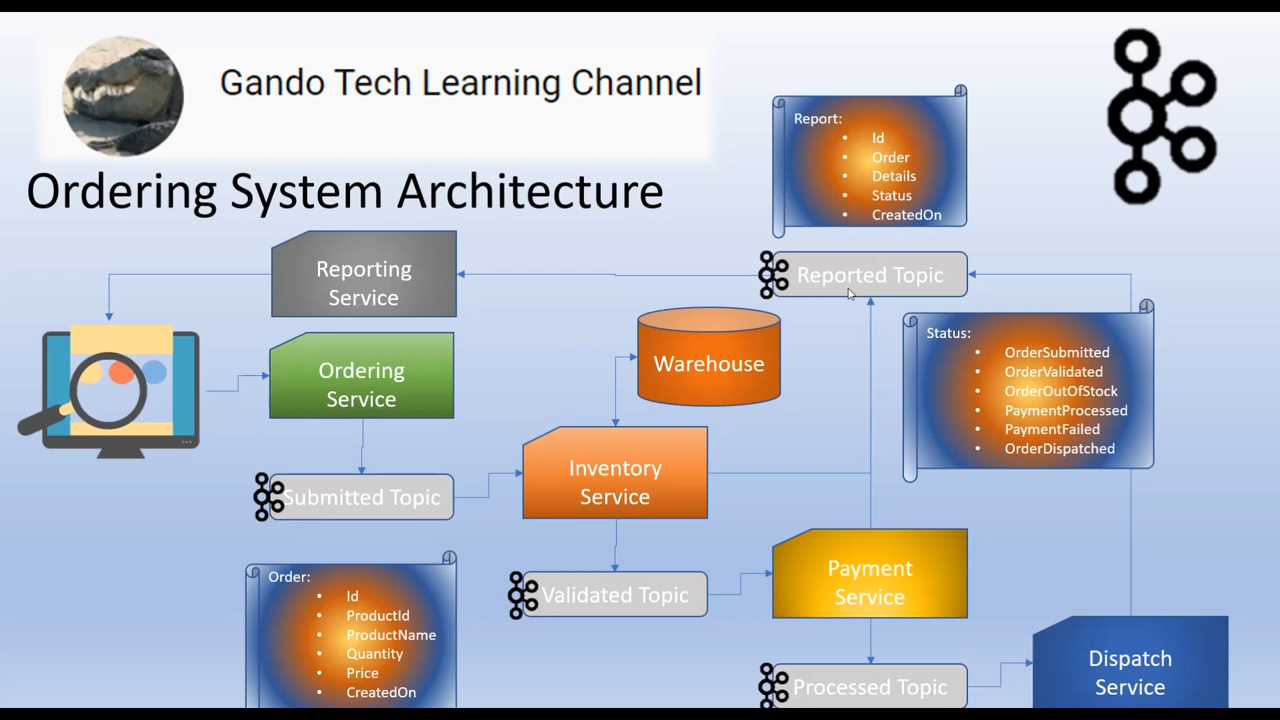 Gando Tech Learning Channel
Ordering System Architecture
Report:
• Id
• Order
• Details
• Status
• CreatedOn
Reporting
Service
Reported Topic
Ordering
Service
Warehouse
Status:
• OrderSubmitted
• OrderValidated
• OrderOutOfStock
• PaymentProcessed
• PaymentFailed
• OrderDispatched
Submitted Topic
Inventory
Service
Order:
• Id
• ProductId
• ProductName
• Quantity
• Price
• CreatedOn
Validated Topic
Payment
Service
Processed Topic
Dispatch
Service